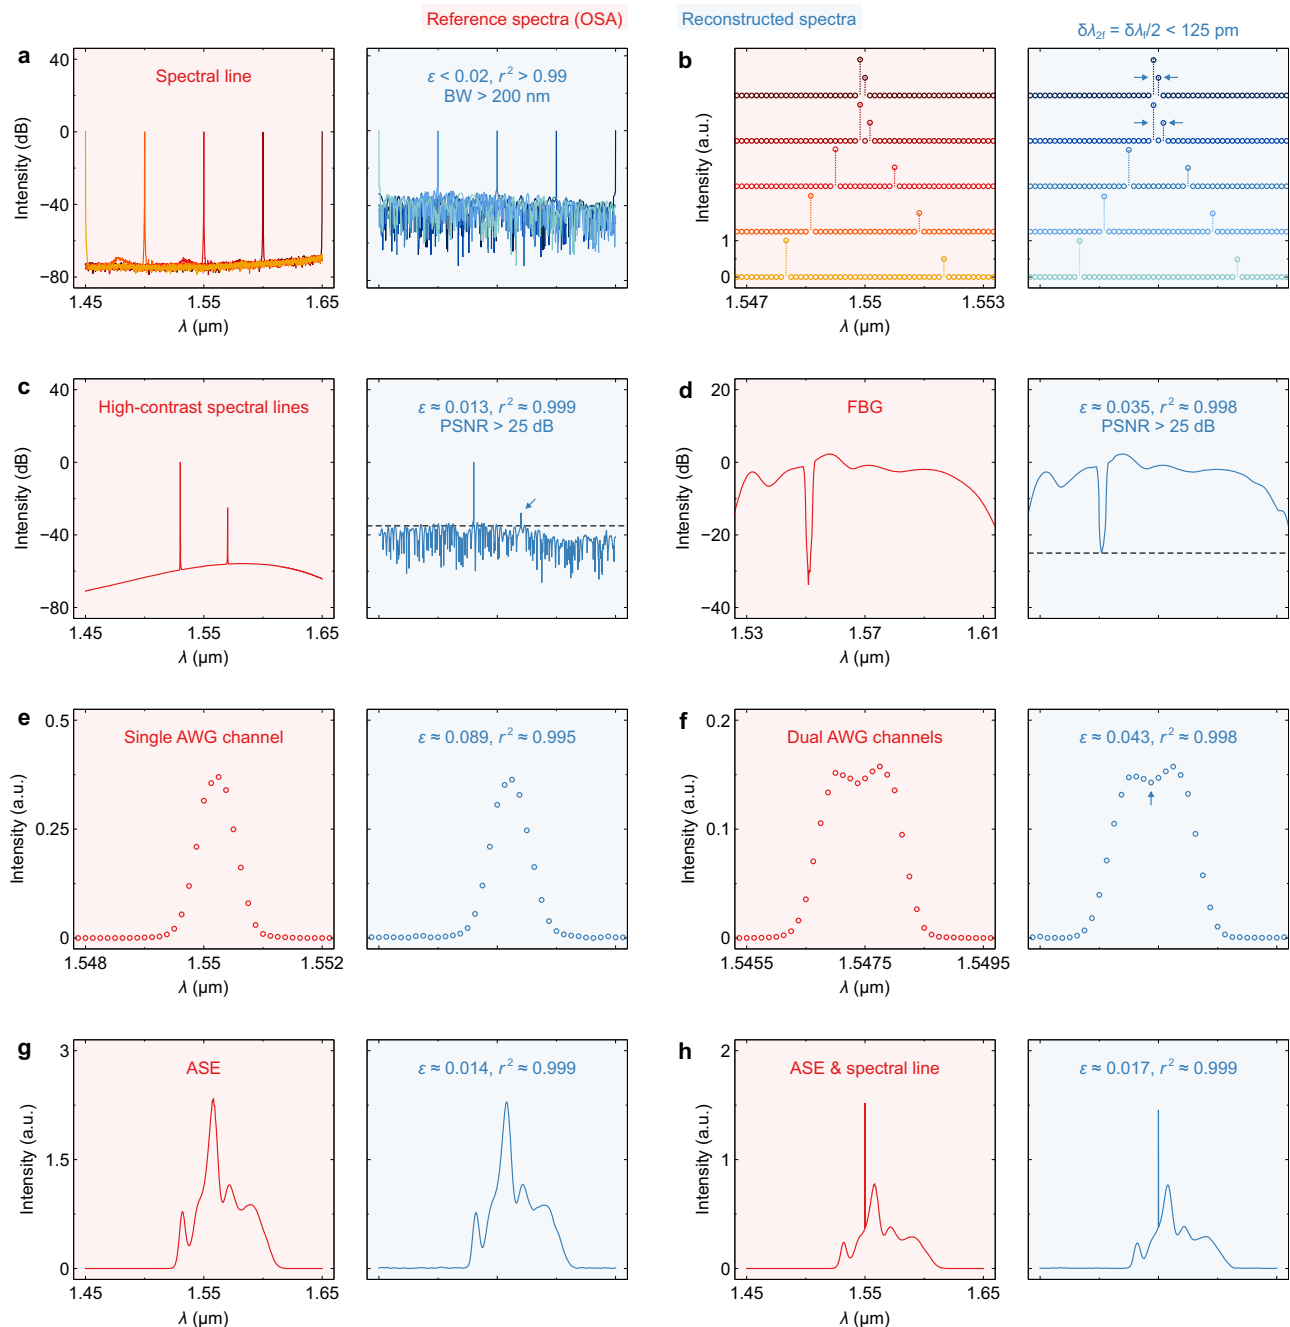 Reference spectra (OSA)
Reconstructed spectra
a
Intensity (dB)
40
0
−40
−80
Spectral line
1.45
1.55
1.65
λ (µm)
ε < 0.02, r² > 0.99
BW > 200 nm
b
Intensity (a.u.)
1
0
1.547
1.55
1.553
λ (µm)
δλ₂f = δλf/2 < 125 pm
c
Intensity (dB)
40
0
−40
−80
High-contrast spectral lines
1.45
1.55
1.65
λ (µm)
ε ≈ 0.013, r² ≈ 0.999
PSNR > 25 dB
d
Intensity (dB)
20
0
−20
−40
FBG
1.53
1.57
1.61
λ (µm)
ε ≈ 0.035, r² ≈ 0.998
PSNR > 25 dB
e
Intensity (a.u.)
0.5
0.25
0
Single AWG channel
1.548
1.55
1.552
λ (µm)
ε ≈ 0.089, r² ≈ 0.995
f
Intensity (a.u.)
0.2
0.1
0
Dual AWG channels
1.5455
1.5475
1.5495
λ (µm)
ε ≈ 0.043, r² ≈ 0.998
g
Intensity (a.u.)
3
1.5
0
ASE
1.45
1.55
1.65
λ (µm)
ε ≈ 0.014, r² ≈ 0.999
h
Intensity (a.u.)
2
1
0
ASE & spectral line
1.45
1.55
1.65
λ (µm)
ε ≈ 0.017, r² ≈ 0.999